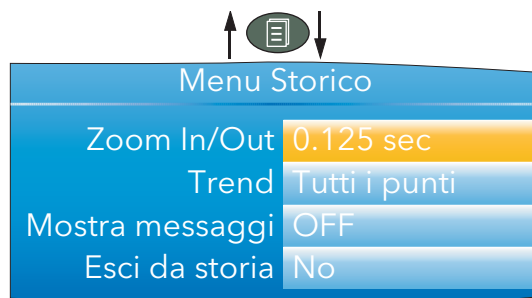 Menu Storico
Zoom In/Out 0.125 sec
Trend Tutti i punti
Mostra messaggi OFF
Esci da storia No